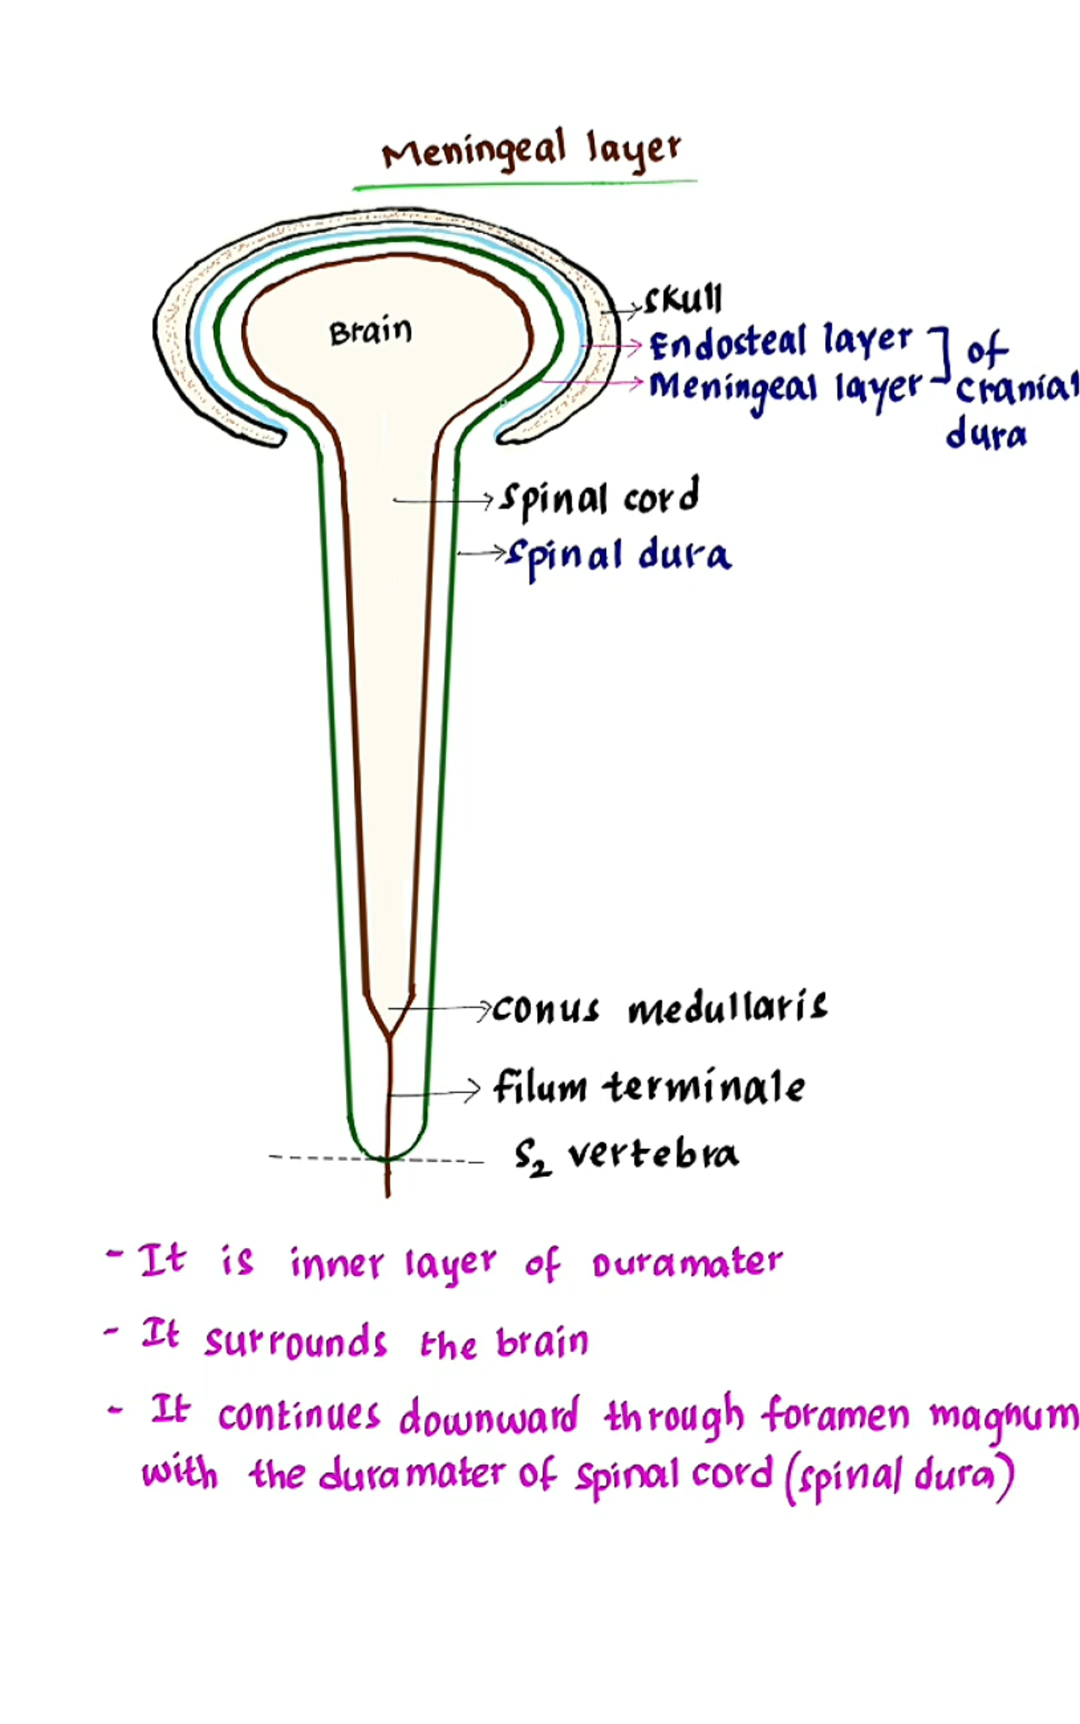 Meningeal layer
Brain
skull
Endosteal layer
Meningeal layer
of
cranial
dura
spinal cord
spinal dura
conus medullaris
filum terminale
S₂ vertebra
- It is inner layer of Duramater
- It surrounds the brain
- It continues downward through foramen magnum
with the duramater of spinal cord (spinal dura)